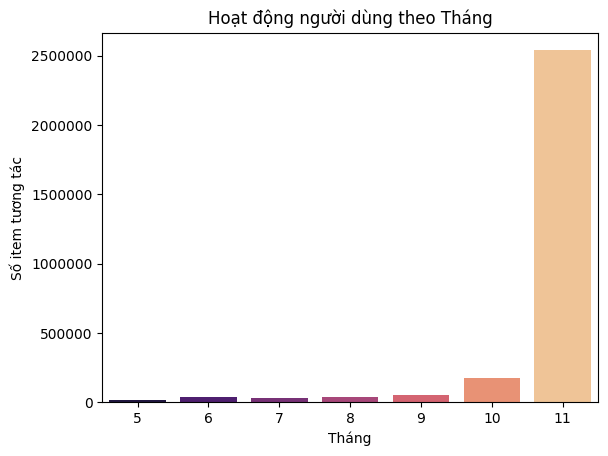 Hoạt động người dùng theo Tháng
Số item tương tác
2500000
2000000
1500000
1000000
500000
0
5 6 7 8 9 10 11
Tháng